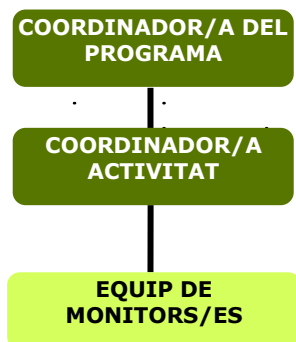 COORDINADOR/A DEL
PROGRAMA
COORDINADOR/A
ACTIVITAT
EQUIP DE
MONITORS/ES